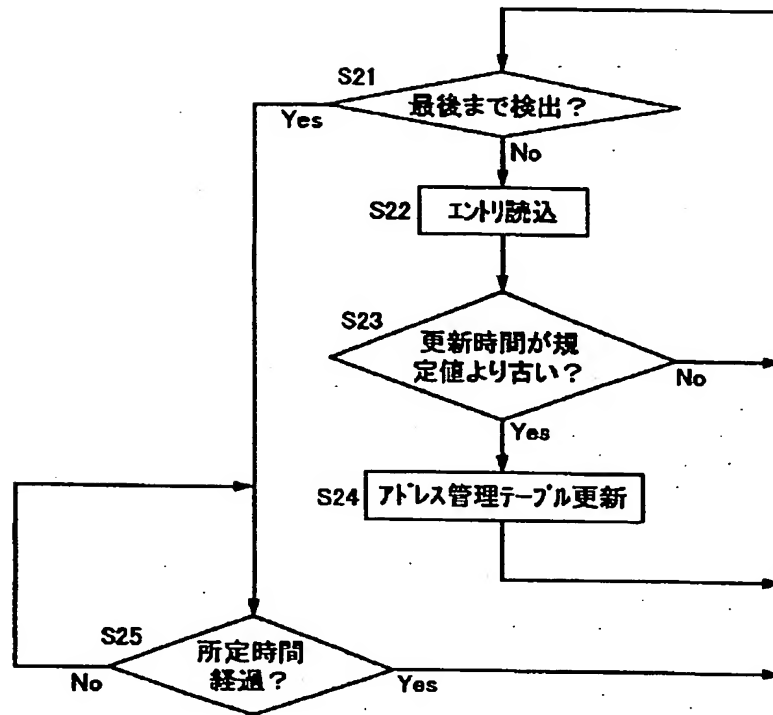 S21
最後まで検出？
Yes
No
S22
エントリ読込
S23
更新時間が規
定値より古い？
No
Yes
S24
アドレス管理テーブル更新
S25
所定時間
経過？
No
Yes